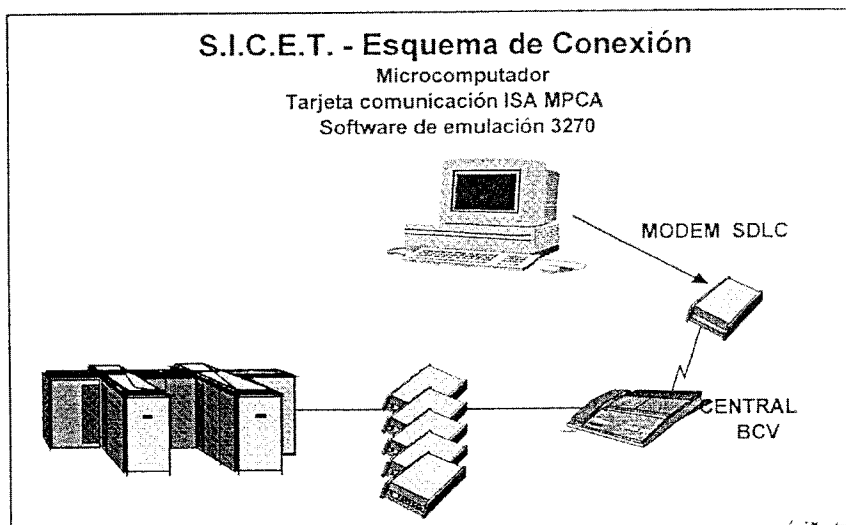 S.I.C.E.T. - Esquema de Conexión
Microcomputador
Tarjeta comunicación ISA MPCA
Software de emulación 3270
MODEM SDLC
CENTRAL
BCV